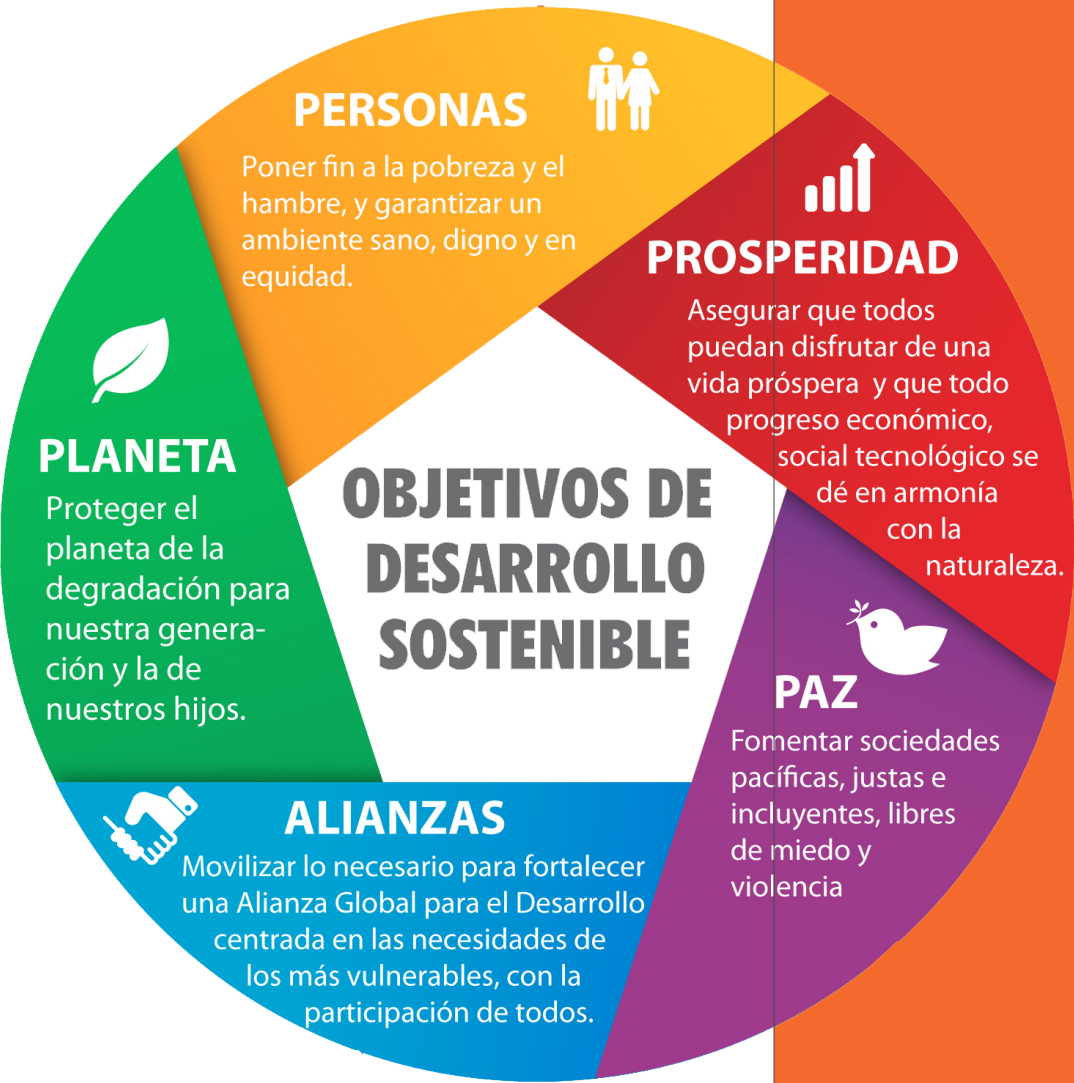 PERSONAS
Poner fin a la pobreza y el
hambre, y garantizar un
ambiente sano, digno y en
equidad.
PROSPERIDAD
Asegurar que todos
puedan disfrutar de una
vida próspera y que todo
progreso económico,
social tecnológico se
dé en armonía
con la
naturaleza.
PLANETA
Proteger el
planeta de la
degradación para
nuestra genera-
ción y la de
nuestros hijos.
OBJETIVOS DE
DESARROLLO
SOSTENIBLE
PAZ
Fomentar sociedades
pacíficas, justas e
incluyentes, libres
de miedo y
violencia
ALIANZAS
Movilizar lo necesario para fortalecer
una Alianza Global para el Desarrollo
centrada en las necesidades de
los más vulnerables, con la
participación de todos.